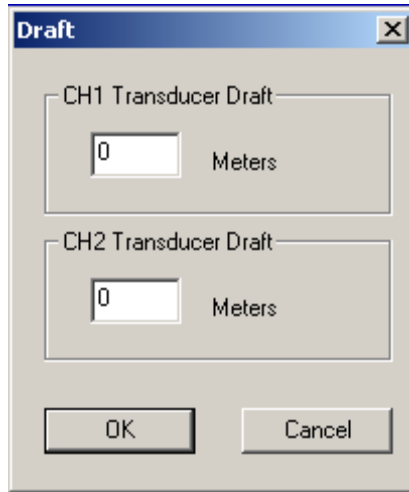 Draft
CH1 Transducer Draft
0 Meters
CH2 Transducer Draft
0 Meters
OK Cancel